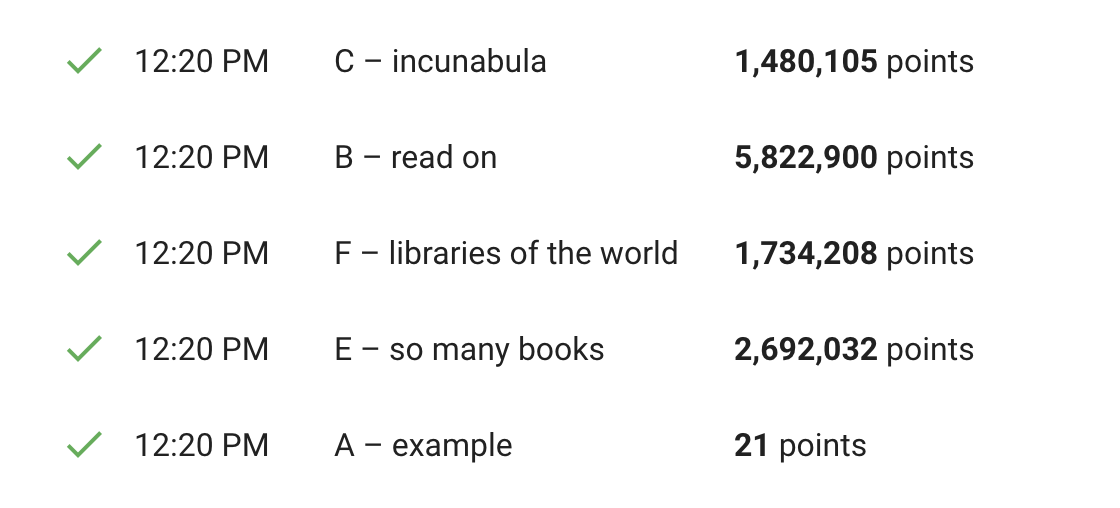 12:20 PM C – incunabula 1,480,105 points
12:20 PM B – read on 5,822,900 points
12:20 PM F – libraries of the world 1,734,208 points
12:20 PM E – so many books 2,692,032 points
12:20 PM A – example 21 points